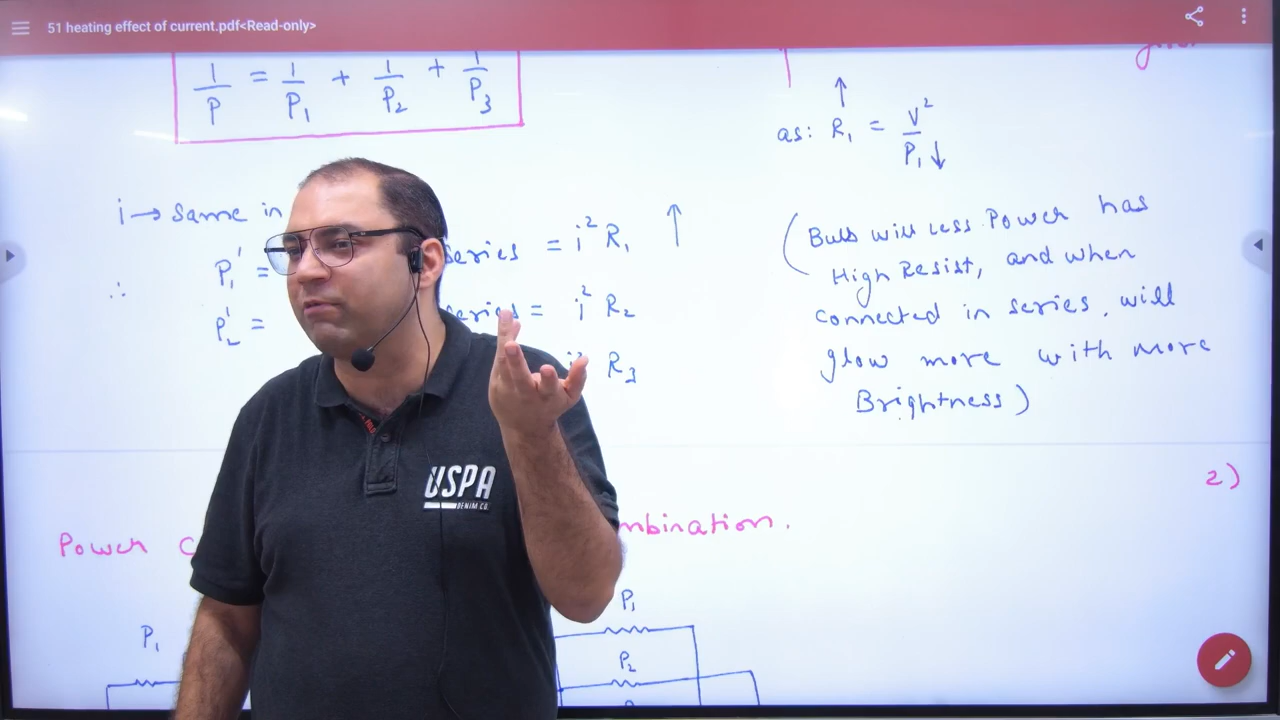 51 heating effect of current.pdf<Read-only>
1/P = 1/P1 + 1/P2 + 1/P3
as: R1 ↑ = V²/P1 ↓
i → Same in
∴ P1' = series = i² R1 ↑
P2' = series = i² R2
R3
(Bulb will Less Power has
High Resist, and when
connected in series, will
glow more with more
Brightness)
2)
Power mbination.
P1
P1
P2
USPA
DENIM CO.